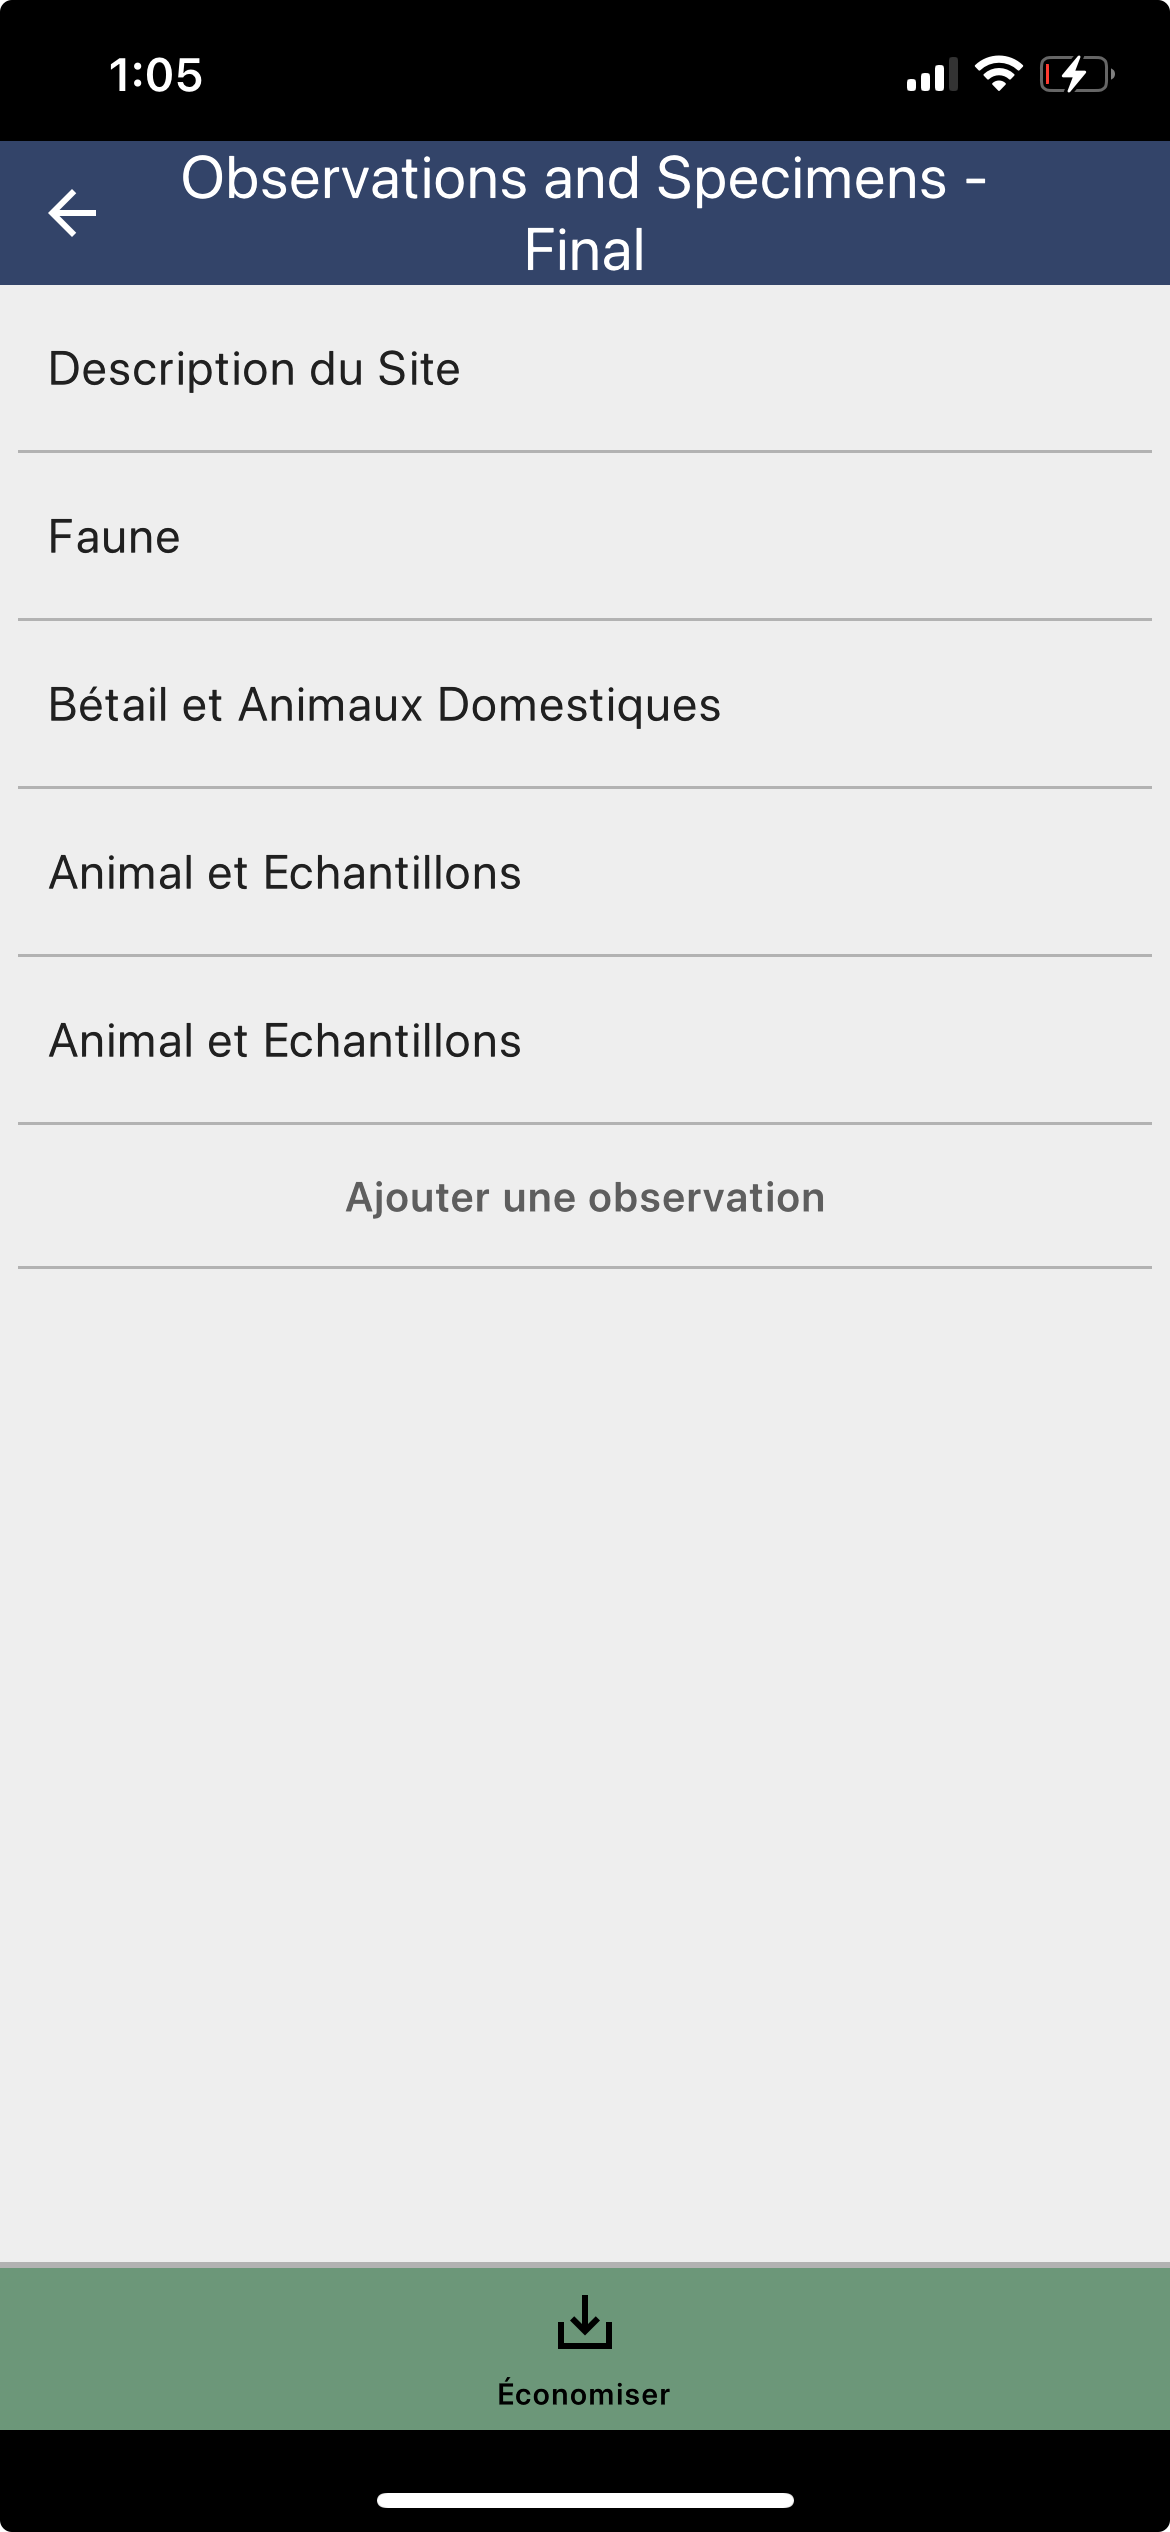 1:05
Observations and Specimens -
Final
Description du Site
Faune
Bétail et Animaux Domestiques
Animal et Echantillons
Animal et Echantillons
Ajouter une observation
Économiser